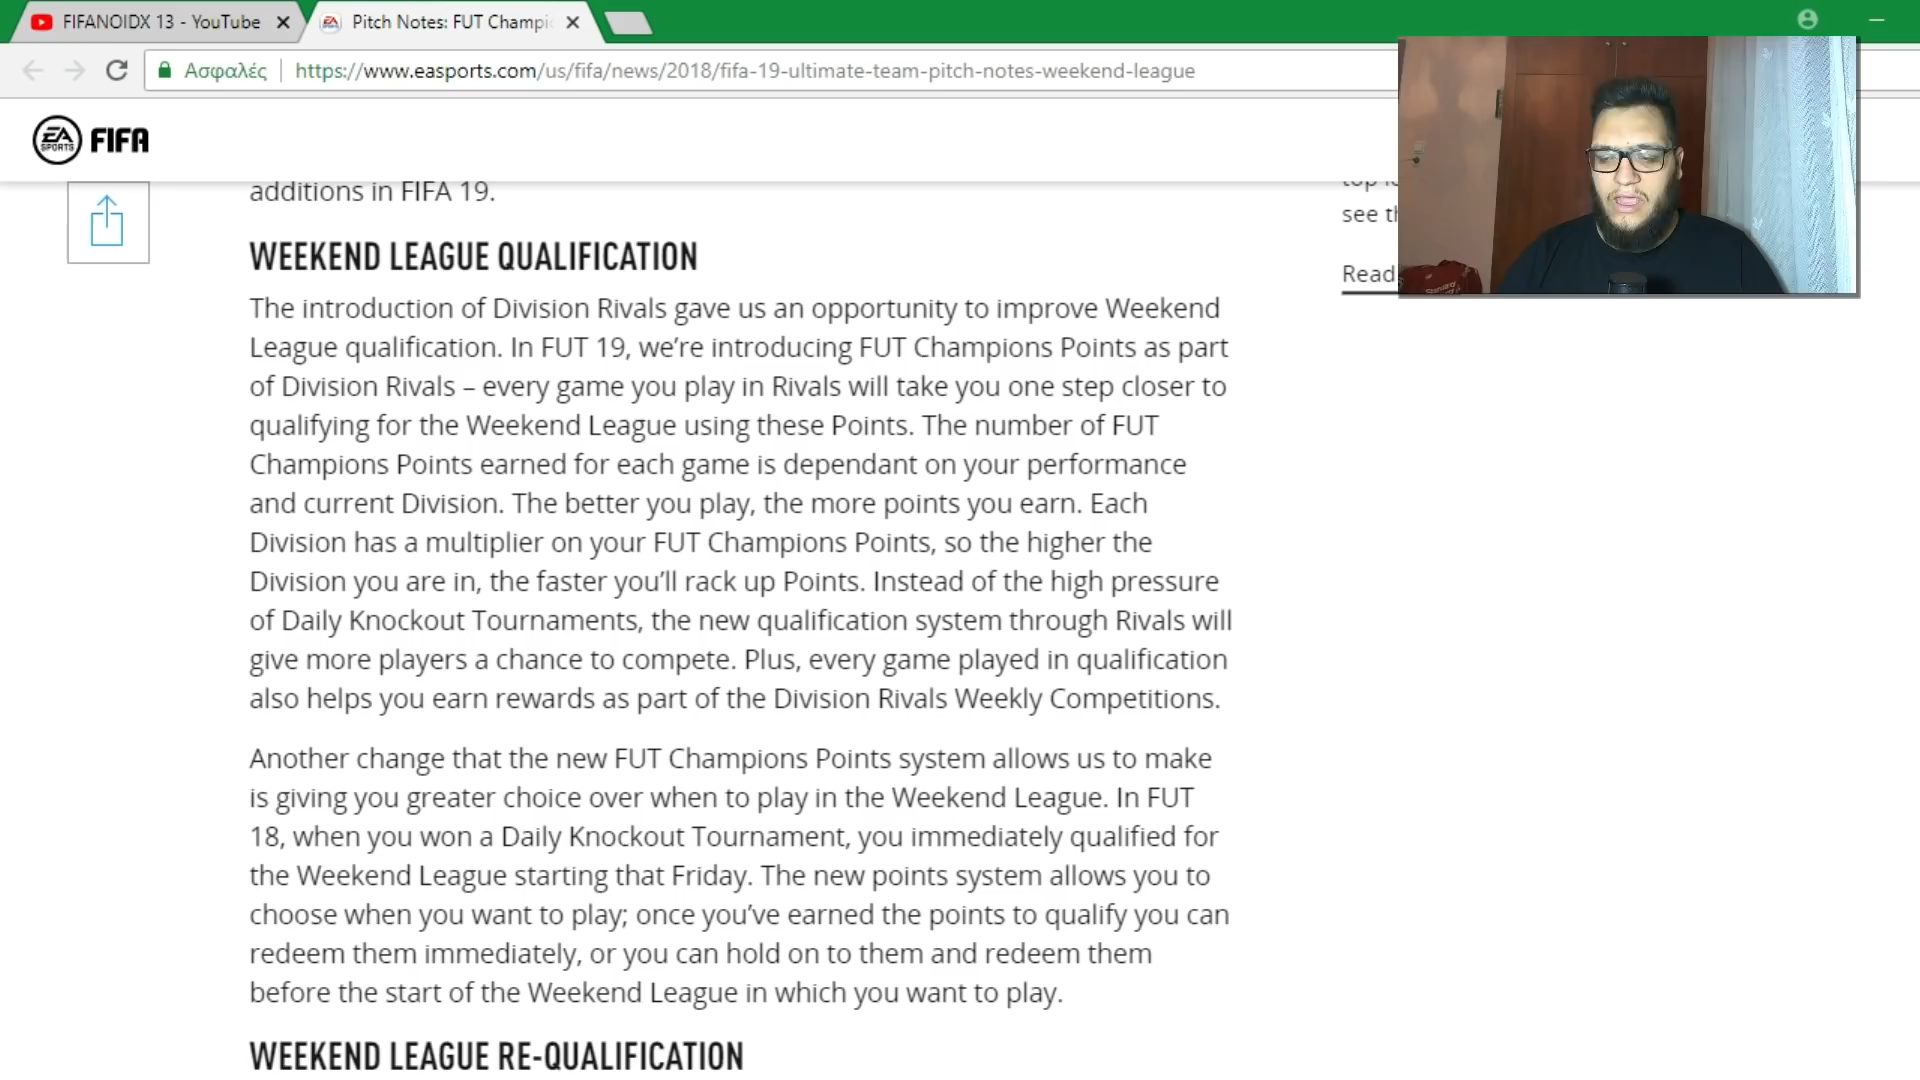 FIFANOIDX 13 - YouTube
Pitch Notes: FUT Champi
Ασφαλές
https://www.easports.com/us/fifa/news/2018/fifa-19-ultimate-team-pitch-notes-weekend-league
EA SPORTS FIFA
additions in FIFA 19.
see
Read
WEEKEND LEAGUE QUALIFICATION
The introduction of Division Rivals gave us an opportunity to improve Weekend
League qualification. In FUT 19, we’re introducing FUT Champions Points as part
of Division Rivals – every game you play in Rivals will take you one step closer to
qualifying for the Weekend League using these Points. The number of FUT
Champions Points earned for each game is dependant on your performance
and current Division. The better you play, the more points you earn. Each
Division has a multiplier on your FUT Champions Points, so the higher the
Division you are in, the faster you’ll rack up Points. Instead of the high pressure
of Daily Knockout Tournaments, the new qualification system through Rivals will
give more players a chance to compete. Plus, every game played in qualification
also helps you earn rewards as part of the Division Rivals Weekly Competitions.
Another change that the new FUT Champions Points system allows us to make
is giving you greater choice over when to play in the Weekend League. In FUT
18, when you won a Daily Knockout Tournament, you immediately qualified for
the Weekend League starting that Friday. The new points system allows you to
choose when you want to play; once you’ve earned the points to qualify you can
redeem them immediately, or you can hold on to them and redeem them
before the start of the Weekend League in which you want to play.
WEEKEND LEAGUE RE-QUALIFICATION